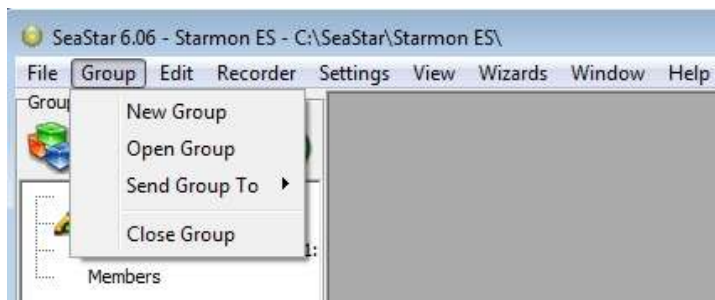 SeaStar 6.06 - Starmon ES - C:\SeaStar\Starmon ES\
File Group Edit Recorder Settings View Wizards Window Help
New Group
Open Group
Send Group To
Close Group
1:
Members